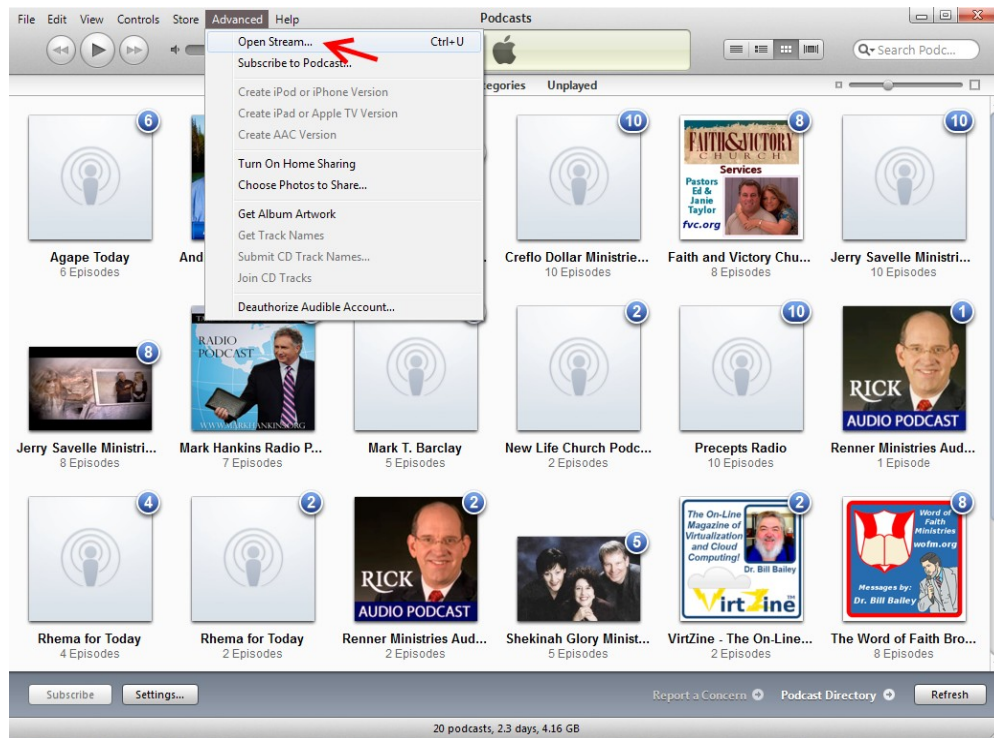 File Edit View Controls Store Advanced Help
Podcasts
Open Stream... Ctrl+U
Subscribe to Podcast...
Create iPod or iPhone Version
Create iPad or Apple TV Version
Create AAC Version
Turn On Home Sharing
Choose Photos to Share...
Get Album Artwork
Get Track Names
Submit CD Track Names...
Join CD Tracks
Deauthorize Audible Account...
Search Podc...
Unplayed
6
10
8
10
FAITH&VICTORY
CHURCH
Services
Pastors
Ed &
Janie
Taylor
fvc.org
Agape Today
6 Episodes
And
Creflo Dollar Ministrie...
10 Episodes
Faith and Victory Chu...
8 Episodes
Jerry Savelle Ministri...
10 Episodes
8
2
10
1
RADIO
PODCAST
WWW.MARKHANKINS.ORG
RICK
AUDIO PODCAST
Jerry Savelle Ministri...
8 Episodes
Mark Hankins Radio P...
7 Episodes
Mark T. Barclay
5 Episodes
New Life Church Podc...
2 Episodes
Precepts Radio
10 Episodes
Renner Ministries Aud...
1 Episode
4
2
2
5
2
8
RICK
AUDIO PODCAST
The On-Line
Magazine of
Virtualization
and Cloud
Computing!
Dr. Bill Bailey
VirtZine
Word of
Faith
Ministries
wofm.org
Messages by:
Dr. Bill Bailey
Rhema for Today
4 Episodes
Rhema for Today
2 Episodes
Renner Ministries Aud...
2 Episodes
Shekinah Glory Minist...
5 Episodes
VirtZine - The On-Line...
2 Episodes
The Word of Faith Bro...
8 Episodes
Subscribe
Settings...
Report a Concern
Podcast Directory
Refresh
20 podcasts, 2.3 days, 4.16 GB